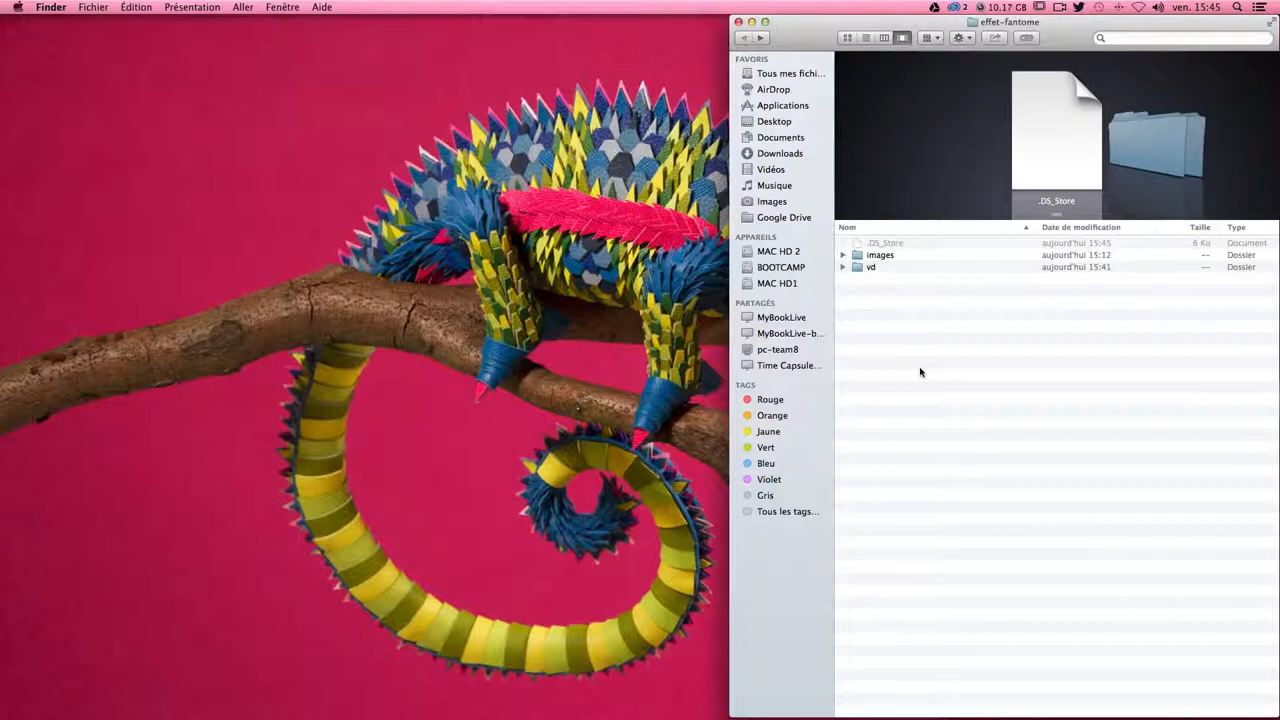 Finder Fichier Édition Présentation Aller Fenêtre Aide 2 10.17 GB ven. 15:45
effet-fantome
FAVORIS
Tous mes fichi...
AirDrop
Applications
Desktop
Documents
Downloads
Vidéos
Musique
Images
Google Drive
APPAREILS
MAC HD 2
BOOTCAMP
MAC HD1
PARTAGÉS
MyBookLive
MyBookLive-b...
pc-team8
Time Capsule...
TAGS
Rouge
Orange
Jaune
Vert
Bleu
Violet
Gris
Tous les tags...
.DS_Store
Nom Date de modification Taille Type
.DS_Store aujourd'hui 15:45 6 Ko Document
images aujourd'hui 15:12 -- Dossier
vd aujourd'hui 15:41 -- Dossier